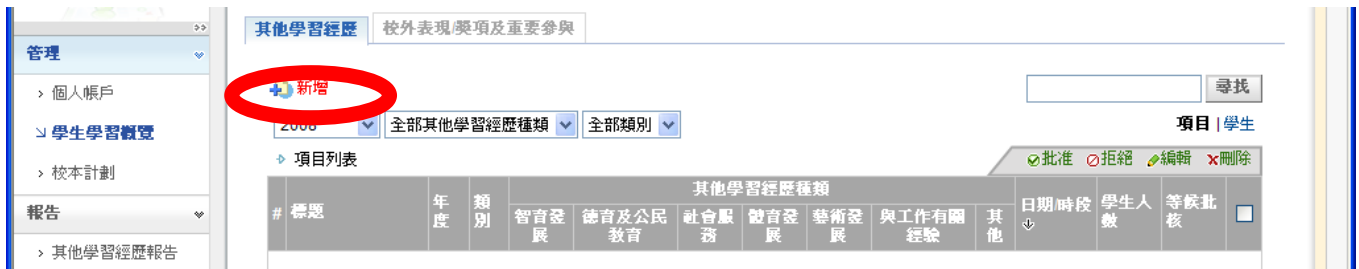 其他學習經歷 校外表現/獎項及重要參與
管理
新增
個人帳戶
尋找
2008 全部其他學習經歷種類 全部類別
學生學習概覽
項目 | 學生
項目列表
批准 拒絕 編輯 刪除
校本計劃
其他學習經歷種類
# 標題 年度 類別 智育發展 德育及公民教育 社會服務 體育發展 藝術發展 與工作有關經驗 其他 日期/時段 學生人數 等候批核
報告
其他學習經歷報告